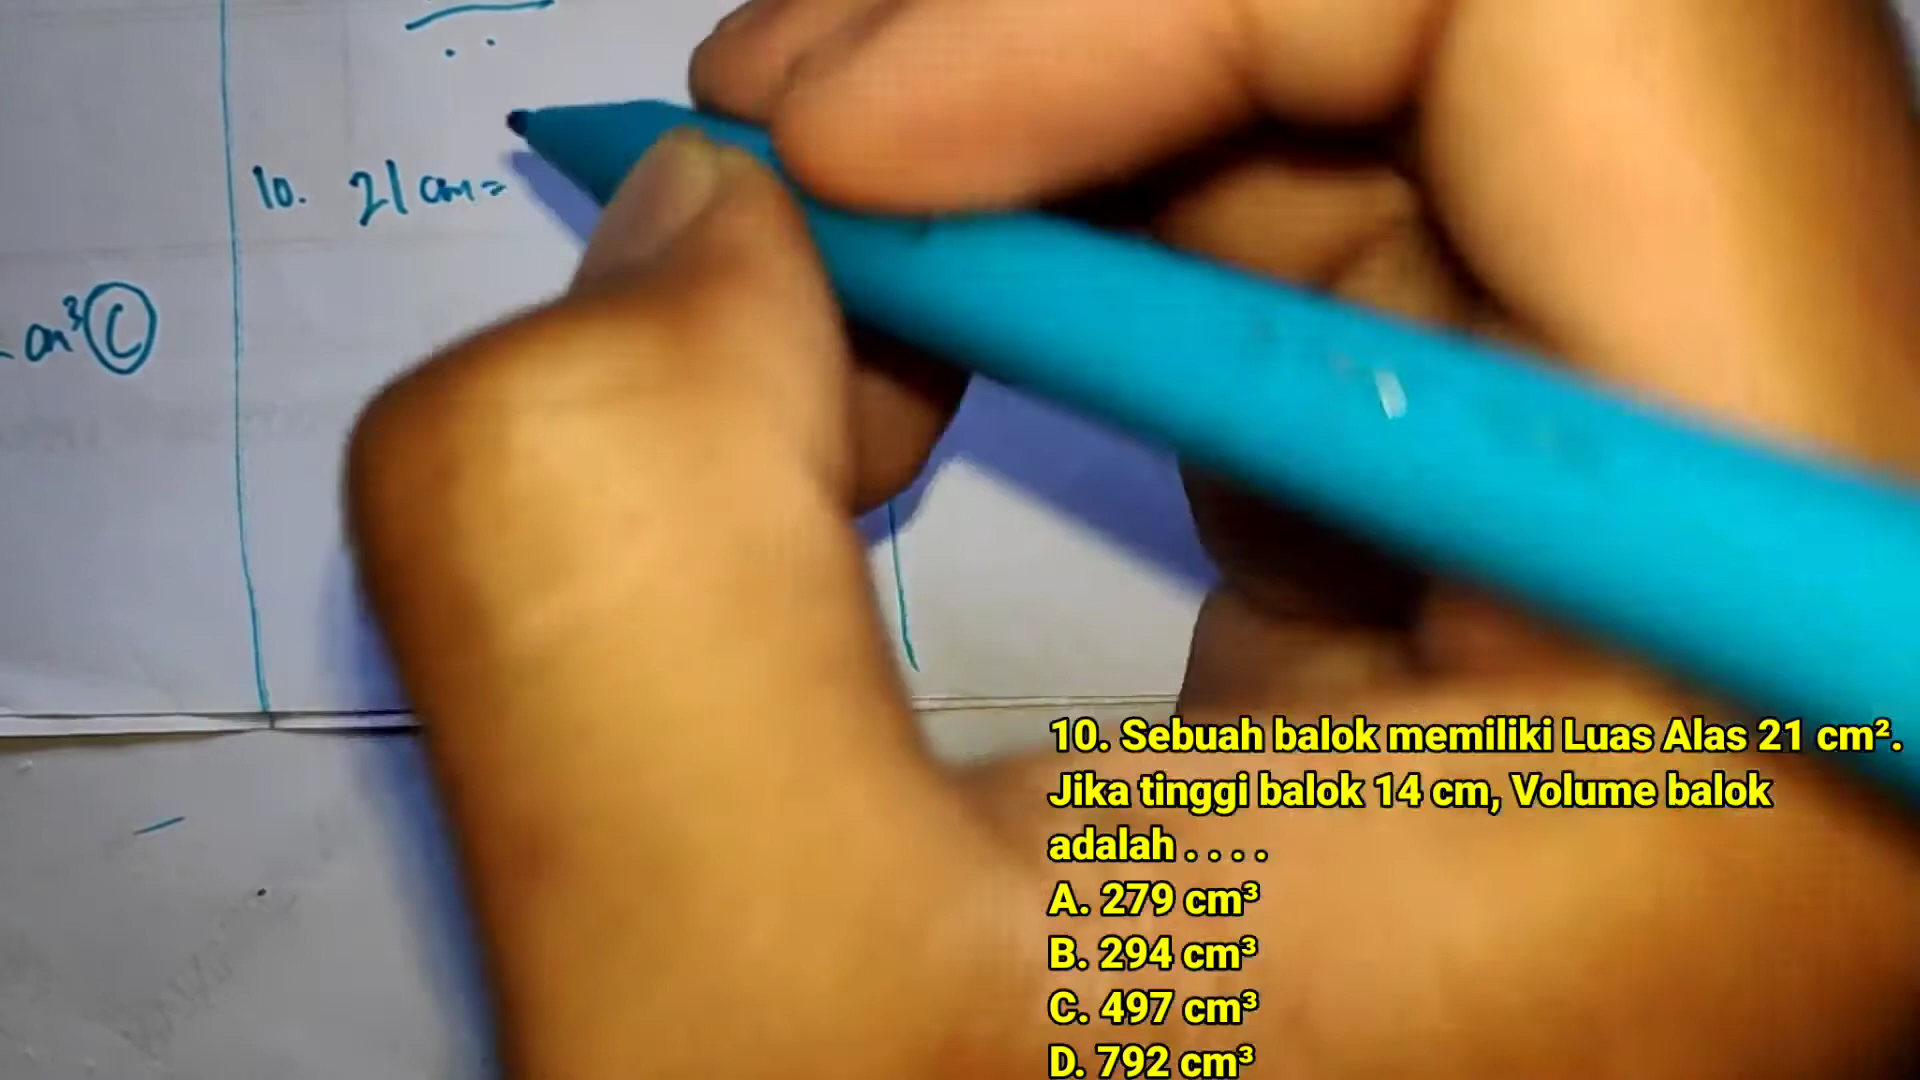 10. 21 cm =
cm³ C
10. Sebuah balok memiliki Luas Alas 21 cm².
Jika tinggi balok 14 cm, Volume balok
adalah . . . .
A. 279 cm³
B. 294 cm³
C. 497 cm³
D. 792 cm³